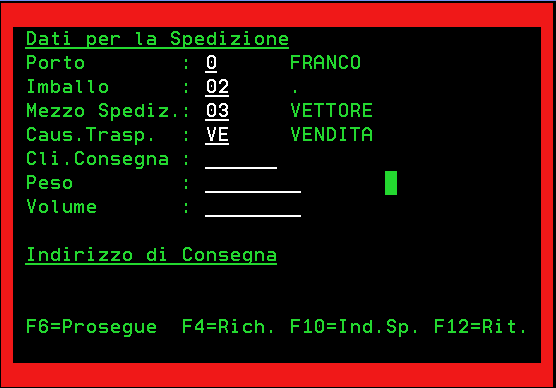 Dati per la Spedizione
Porto : 0 FRANCO
Imballo : 02 .
Mezzo Spediz.: 03 VETTORE
Caus.Trasp. : VE VENDITA
Cli.Consegna :
Peso :
Volume :
Indirizzo di Consegna
F6=Prosegue F4=Rich. F10=Ind.Sp. F12=Rit.